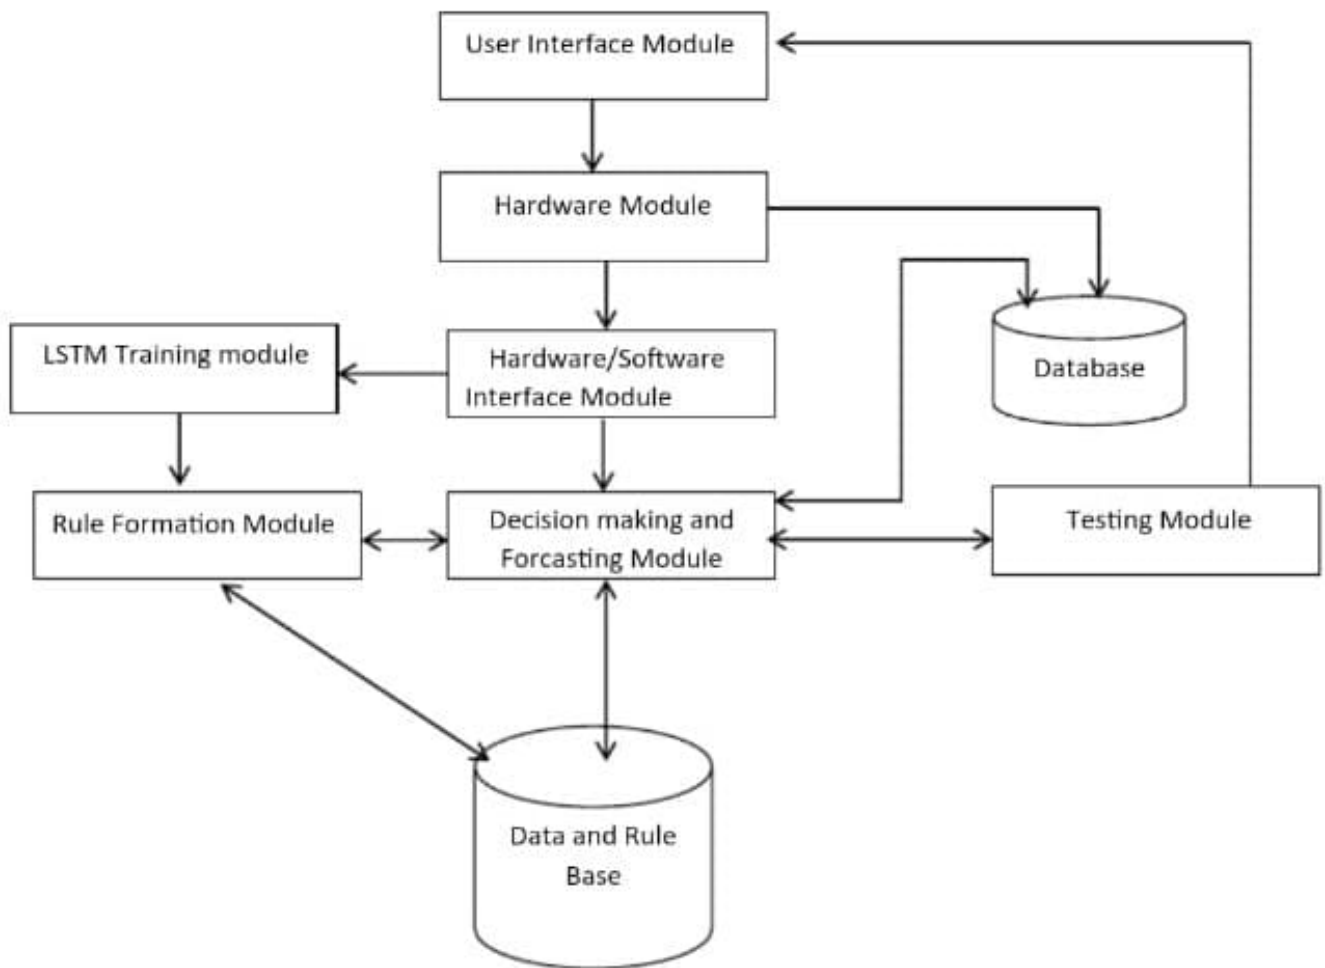 User Interface Module
Hardware Module
LSTM Training module
Hardware/Software
Interface Module
Database
Rule Formation Module
Decision making and
Forcasting Module
Testing Module
Data and Rule
Base